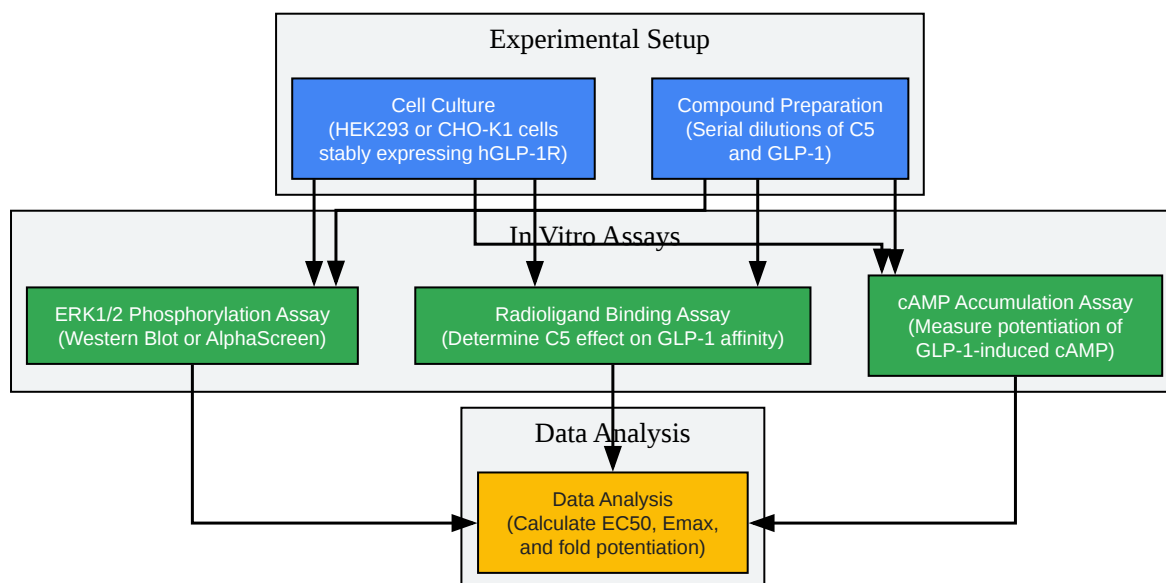 Experimental Setup
Cell Culture
(HEK293 or CHO-K1 cells
stably expressing hGLP-1R)
Compound Preparation
(Serial dilutions of C5
and GLP-1)
In Vitro Assays
ERK1/2 Phosphorylation Assay
(Western Blot or AlphaScreen)
Radioligand Binding Assay
(Determine C5 effect on GLP-1 affinity)
cAMP Accumulation Assay
(Measure potentiation of
GLP-1-induced cAMP)
Data Analysis
Data Analysis
(Calculate EC50, Emax,
and fold potentiation)